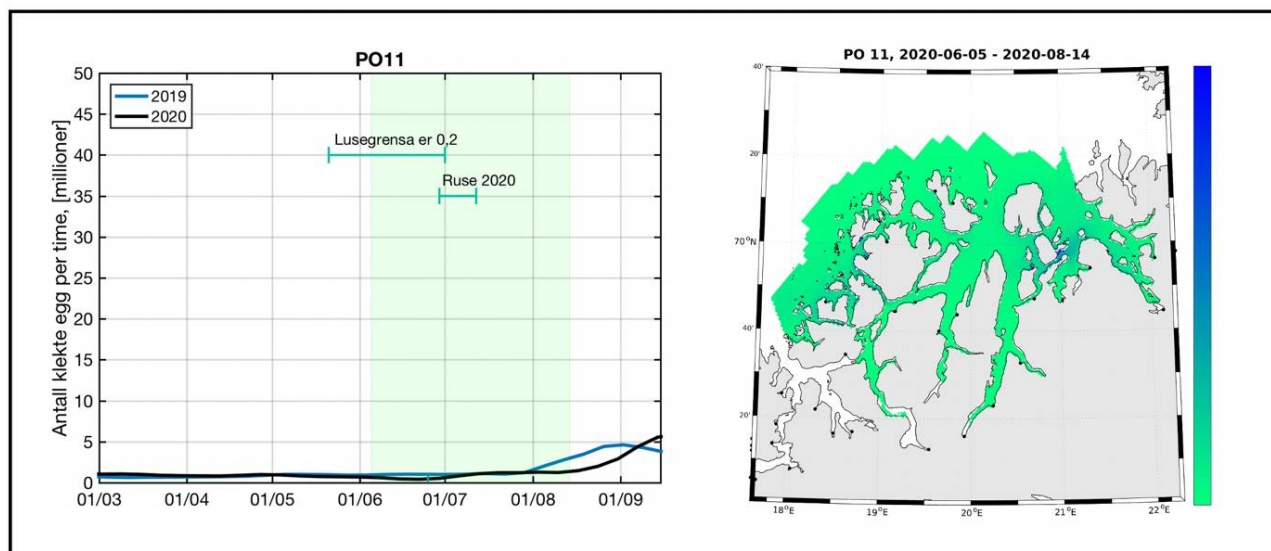 PO11
2019
2020
Lusegrensa er 0,2
Ruse 2020
Antall klekte egg per time, [millioner]
50
45
40
35
30
25
20
15
10
5
0
01/03 01/04 01/05 01/06 01/07 01/08 01/09
PO 11, 2020-06-05 - 2020-08-14
40'
20'
70°N
40'
20'
18°E 19°E 20°E 21°E 22°E